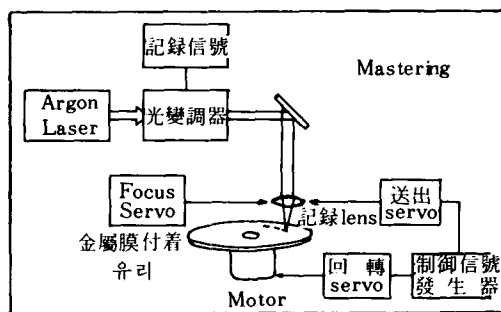 記録信號
Mastering
Argon
Laser
光變調器
Focus
Servo
記録lens
送出
servo
金屬膜付着
유리
Motor
回轉
servo
制御信號
發生器